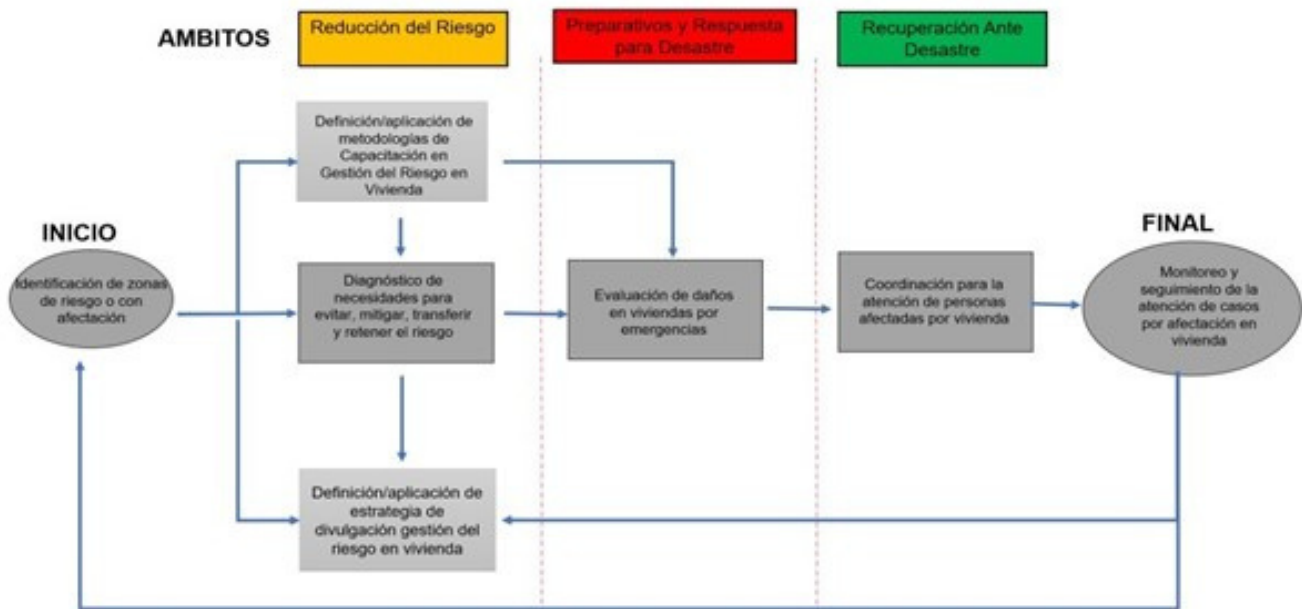 AMBITOS
Reducción del Riesgo
Preparativos y Respuesta
para Desastre
Recuperación Ante
Desastre
Definición/aplicación de
metodologías de
Capacitación en
Gestión del Riesgo en
Vivienda
INICIO
Identificación de zonas
de riesgo o con
afectación
Diagnóstico de
necesidades para
evitar, mitigar, transferir
y retener el riesgo
Evaluación de daños
en viviendas por
emergencias
Coordinación para la
atención de personas
afectadas por vivienda
FINAL
Monitoreo y
seguimiento de la
atención de casos
por afectación en
vivienda
Definición/aplicación de
estrategia de
divulgación gestión del
riesgo en vivienda